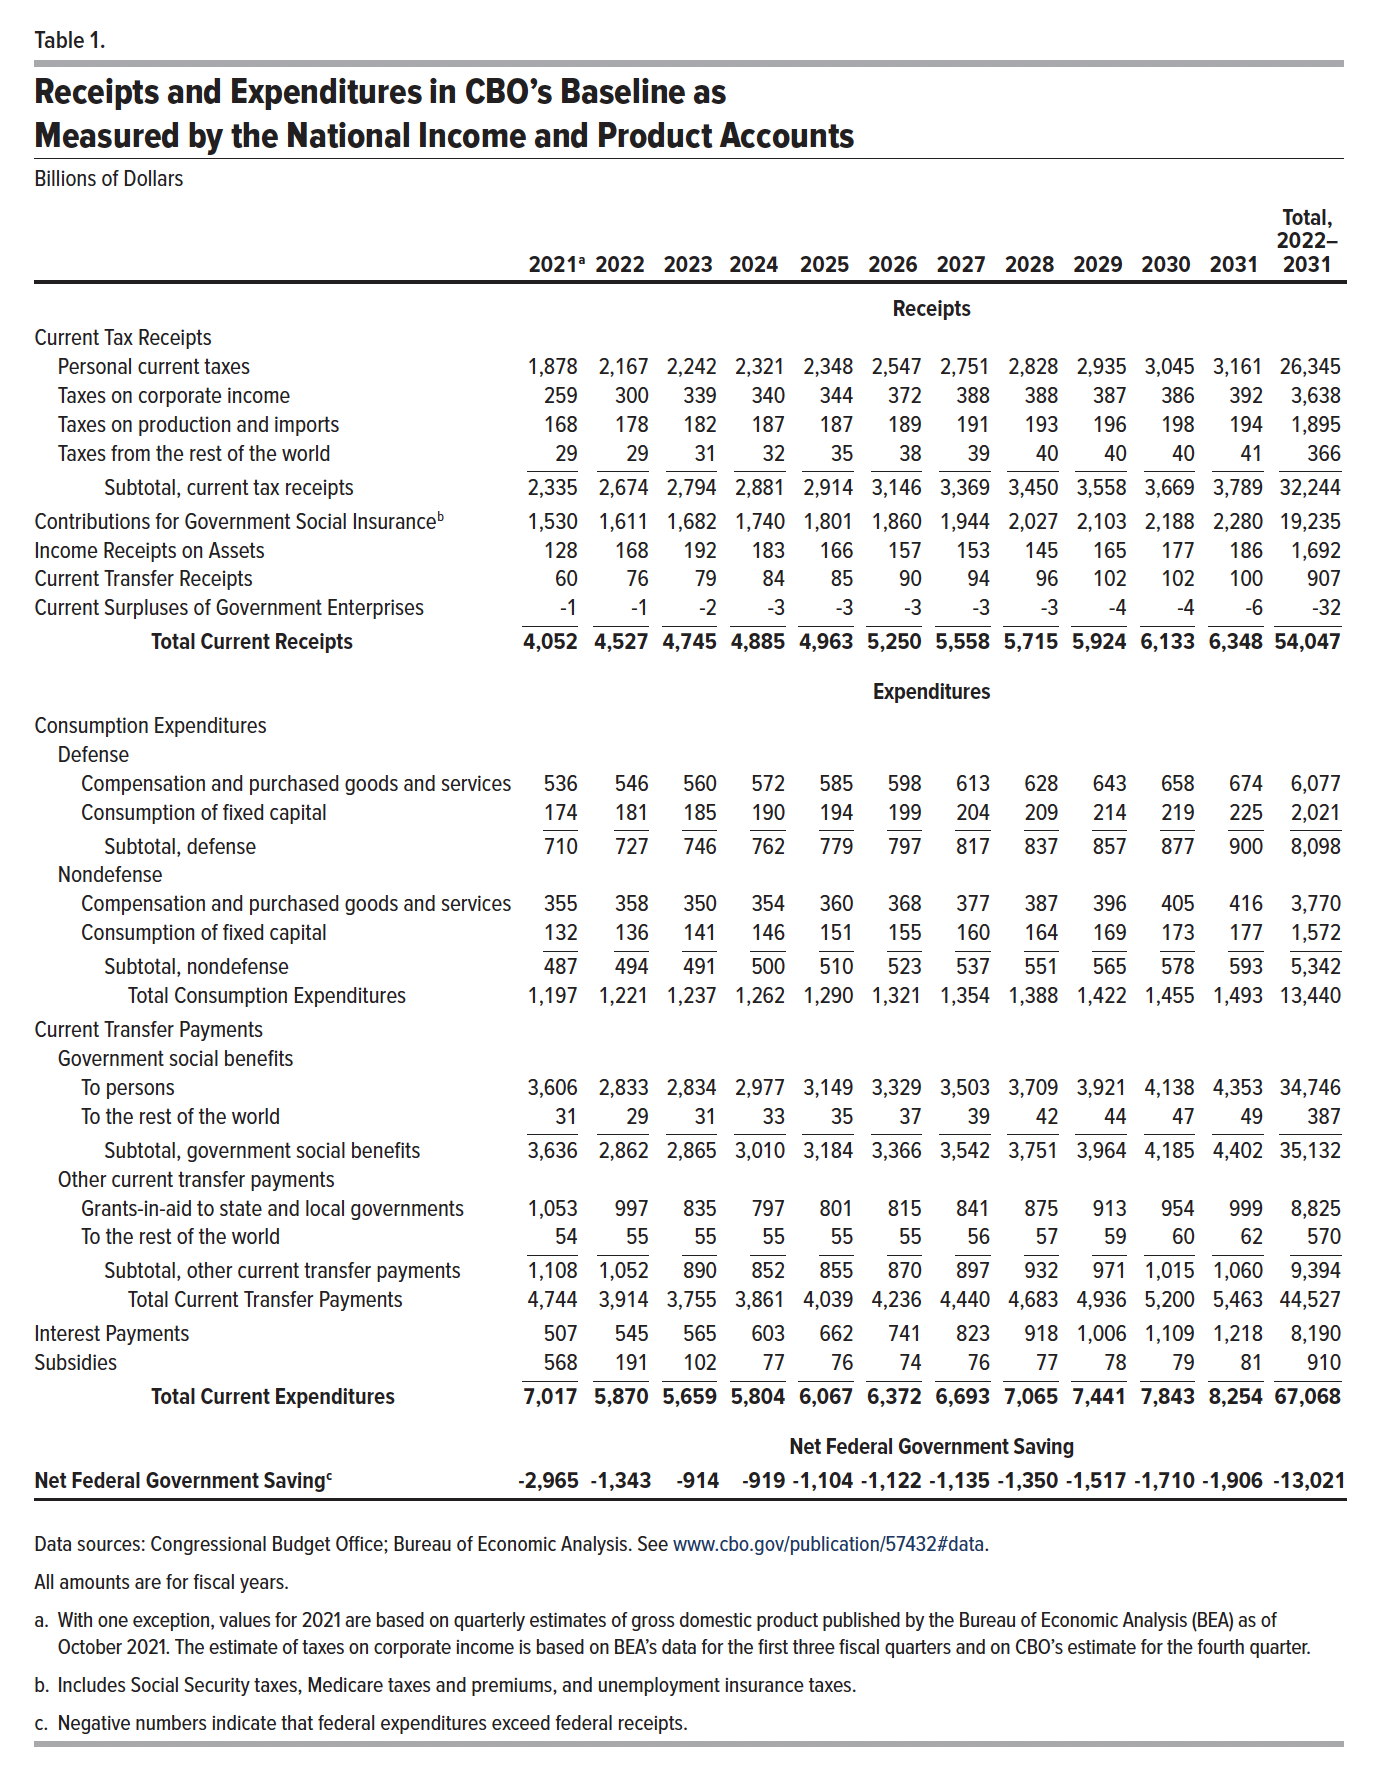 Table 1.
Receipts and Expenditures in CBO’s Baseline as
Measured by the National Income and Product Accounts
Billions of Dollars
Total,
2022–
2021a 2022 2023 2024 2025 2026 2027 2028 2029 2030 2031 2031
Receipts
Current Tax Receipts
Personal current taxes 1,878 2,167 2,242 2,321 2,348 2,547 2,751 2,828 2,935 3,045 3,161 26,345
Taxes on corporate income 259 300 339 340 344 372 388 388 387 386 392 3,638
Taxes on production and imports 168 178 182 187 187 189 191 193 196 198 194 1,895
Taxes from the rest of the world 29 29 31 32 35 38 39 40 40 40 41 366
Subtotal, current tax receipts 2,335 2,674 2,794 2,881 2,914 3,146 3,369 3,450 3,558 3,669 3,789 32,244
Contributions for Government Social Insuranceb 1,530 1,611 1,682 1,740 1,801 1,860 1,944 2,027 2,103 2,188 2,280 19,235
Income Receipts on Assets 128 168 192 183 166 157 153 145 165 177 186 1,692
Current Transfer Receipts 60 76 79 84 85 90 94 96 102 102 100 907
Current Surpluses of Government Enterprises -1 -1 -2 -3 -3 -3 -3 -3 -4 -4 -6 -32
Total Current Receipts 4,052 4,527 4,745 4,885 4,963 5,250 5,558 5,715 5,924 6,133 6,348 54,047
Expenditures
Consumption Expenditures
Defense
Compensation and purchased goods and services 536 546 560 572 585 598 613 628 643 658 674 6,077
Consumption of fixed capital 174 181 185 190 194 199 204 209 214 219 225 2,021
Subtotal, defense 710 727 746 762 779 797 817 837 857 877 900 8,098
Nondefense
Compensation and purchased goods and services 355 358 350 354 360 368 377 387 396 405 416 3,770
Consumption of fixed capital 132 136 141 146 151 155 160 164 169 173 177 1,572
Subtotal, nondefense 487 494 491 500 510 523 537 551 565 578 593 5,342
Total Consumption Expenditures 1,197 1,221 1,237 1,262 1,290 1,321 1,354 1,388 1,422 1,455 1,493 13,440
Current Transfer Payments
Government social benefits
To persons 3,606 2,833 2,834 2,977 3,149 3,329 3,503 3,709 3,921 4,138 4,353 34,746
To the rest of the world 31 29 31 33 35 37 39 42 44 47 49 387
Subtotal, government social benefits 3,636 2,862 2,865 3,010 3,184 3,366 3,542 3,751 3,964 4,185 4,402 35,132
Other current transfer payments
Grants-in-aid to state and local governments 1,053 997 835 797 801 815 841 875 913 954 999 8,825
To the rest of the world 54 55 55 55 55 55 56 57 59 60 62 570
Subtotal, other current transfer payments 1,108 1,052 890 852 855 870 897 932 971 1,015 1,060 9,394
Total Current Transfer Payments 4,744 3,914 3,755 3,861 4,039 4,236 4,440 4,683 4,936 5,200 5,463 44,527
Interest Payments 507 545 565 603 662 741 823 918 1,006 1,109 1,218 8,190
Subsidies 568 191 102 77 76 74 76 77 78 79 81 910
Total Current Expenditures 7,017 5,870 5,659 5,804 6,067 6,372 6,693 7,065 7,441 7,843 8,254 67,068
Net Federal Government Saving
Net Federal Government Savingc -2,965 -1,343 -914 -919 -1,104 -1,122 -1,135 -1,350 -1,517 -1,710 -1,906 -13,021
Data sources: Congressional Budget Office; Bureau of Economic Analysis. See www.cbo.gov/publication/57432#data.
All amounts are for fiscal years.
a. With one exception, values for 2021 are based on quarterly estimates of gross domestic product published by the Bureau of Economic Analysis (BEA) as of
October 2021. The estimate of taxes on corporate income is based on BEA’s data for the first three fiscal quarters and on CBO’s estimate for the fourth quarter.
b. Includes Social Security taxes, Medicare taxes and premiums, and unemployment insurance taxes.
c. Negative numbers indicate that federal expenditures exceed federal receipts.